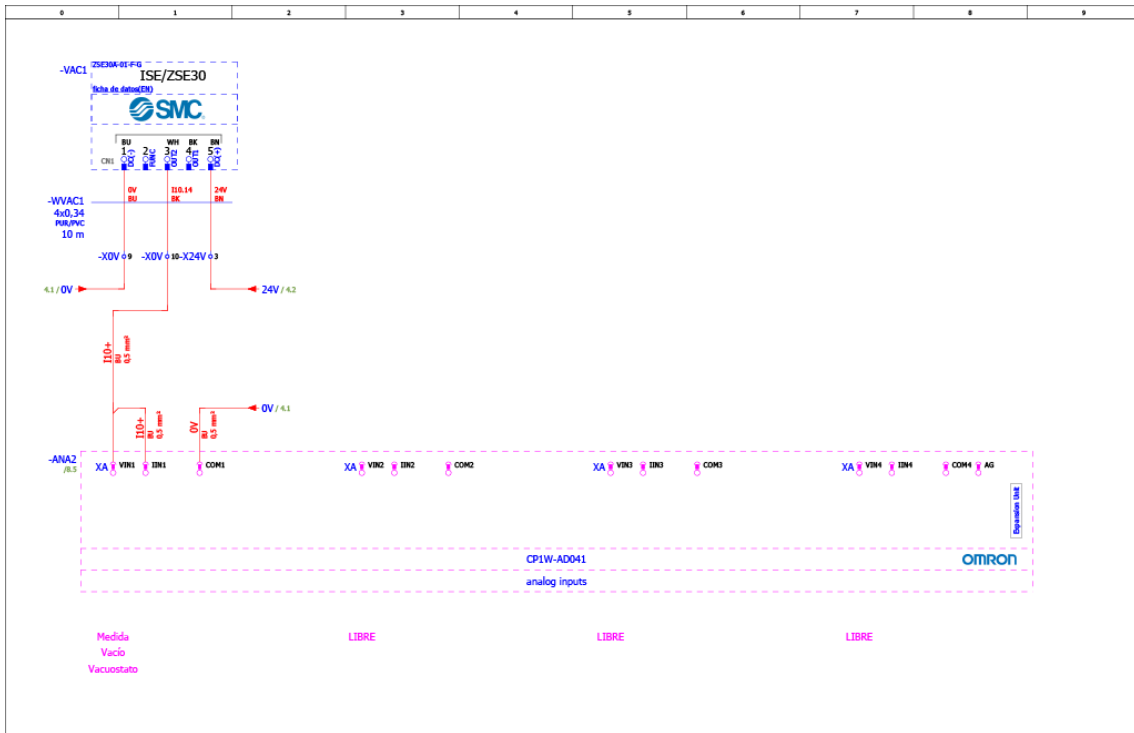 0 1 2 3 4 5 6 7 8 9
-VAC1
ZSE30A-01-F-G
ISE/ZSE30
ficha de datos(EN)
SMC
BU WH BK BN
1 2 3 4 5
CN1 DC(-) FUNC OUT2 OUT1 DC(+)
0V I10.14 24V
BU BK BN
-WVAC1
4x0,34
PUR/PVC
10 m
-X0V 9 -X0V 10 -X24V 3
4.1 / 0V 24V / 4.2
I10+
BU
0,5 mm²
0V / 4.1
I10+
BU
0,5 mm²
0V
BU
0,5 mm²
-ANA2
/8.5
XA VIN1 IIN1 COM1 XA VIN2 IIN2 COM2 XA VIN3 IIN3 COM3 XA VIN4 IIN4 COM4 AG
Expansion Unit
CP1W-AD041 OMRON
analog inputs
Medida LIBRE LIBRE LIBRE
Vacío
Vacuostato